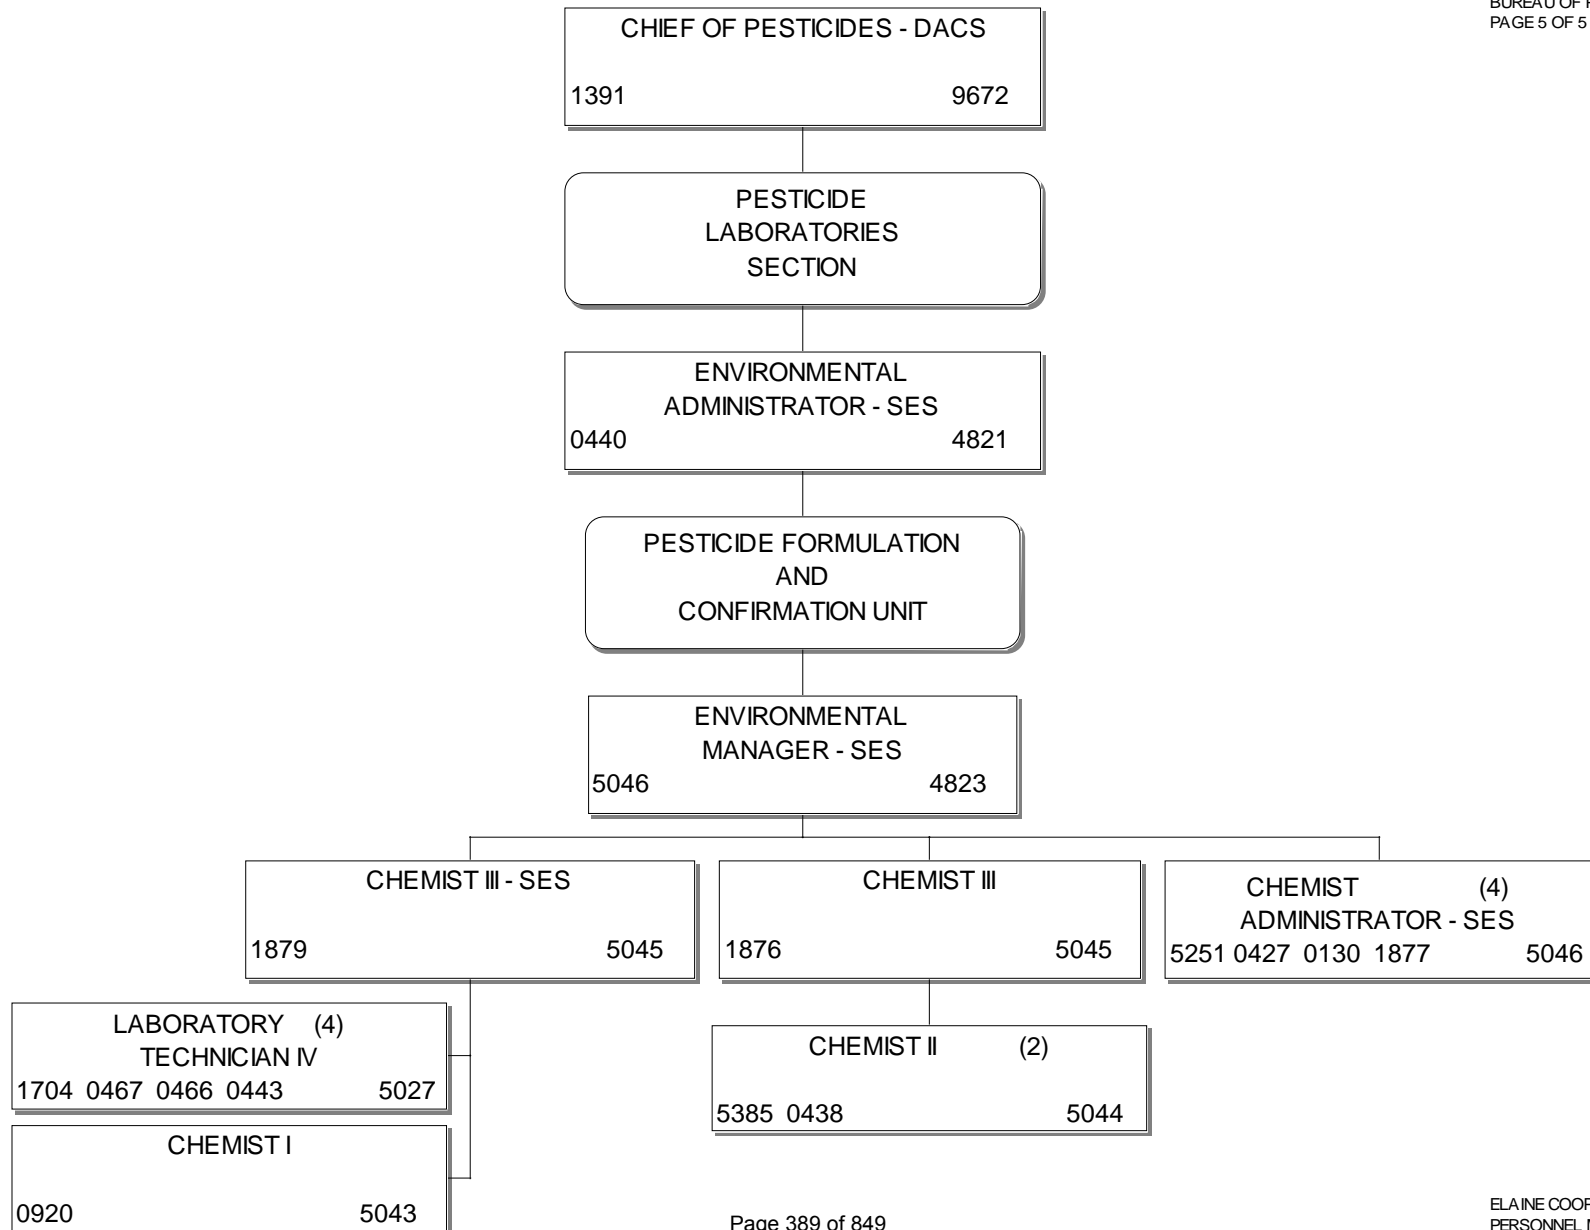 BUREAU OF
PAGE 5 OF 5
CHIEF OF PESTICIDES - DACS
1391 9672
PESTICIDE
LABORATORIES
SECTION
ENVIRONMENTAL
ADMINISTRATOR - SES
0440 4821
PESTICIDE FORMULATION
AND
CONFIRMATION UNIT
ENVIRONMENTAL
MANAGER - SES
5046 4823
CHEMIST III - SES
1879 5045
CHEMIST III
1876 5045
CHEMIST (4)
ADMINISTRATOR - SES
5251 0427 0130 1877 5046
LABORATORY (4)
TECHNICIAN IV
1704 0467 0466 0443 5027
CHEMIST II (2)
5385 0438 5044
CHEMIST I
0920 5043
Page 389 of 849
ELAINE
PERSONNEL